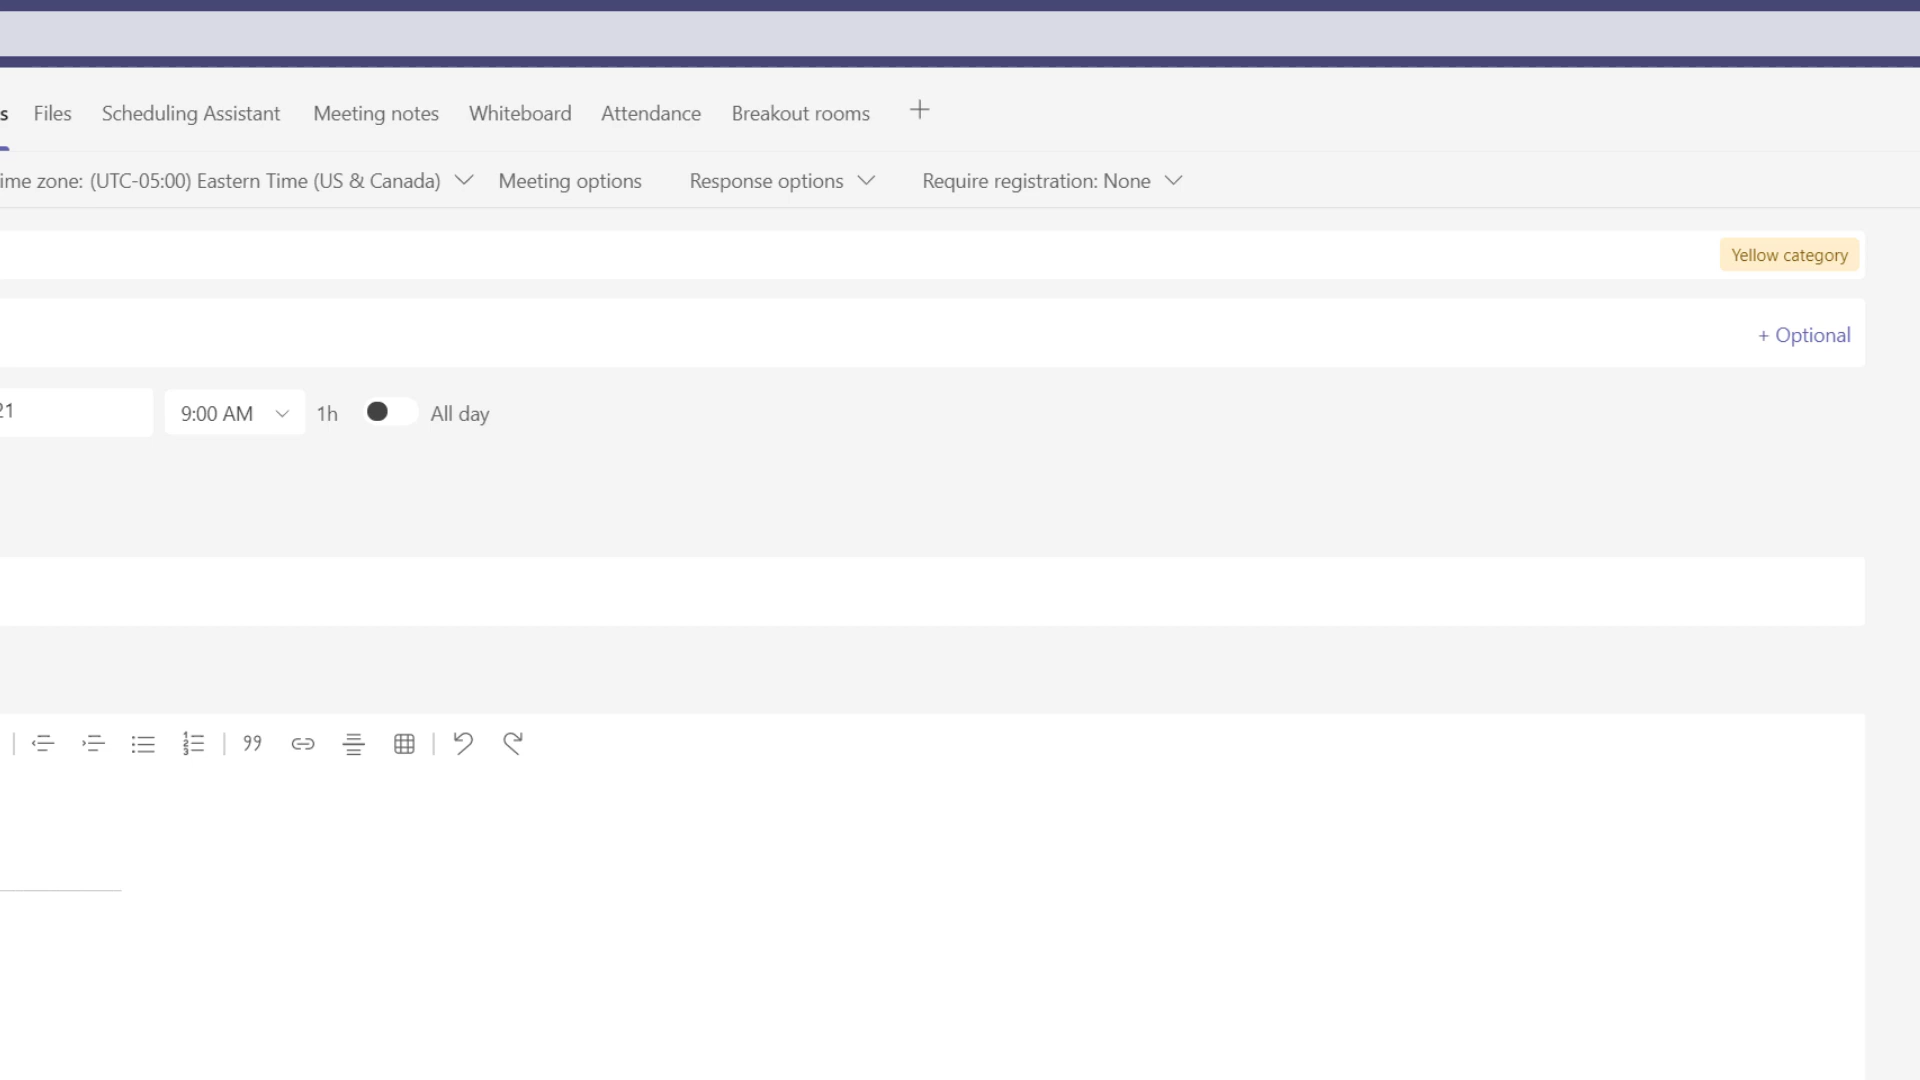 s Files Scheduling Assistant Meeting notes Whiteboard Attendance Breakout rooms +
ime zone: (UTC-05:00) Eastern Time (US & Canada) Meeting options Response options Require registration: None
Yellow category
+ Optional
21 9:00 AM 1h All day